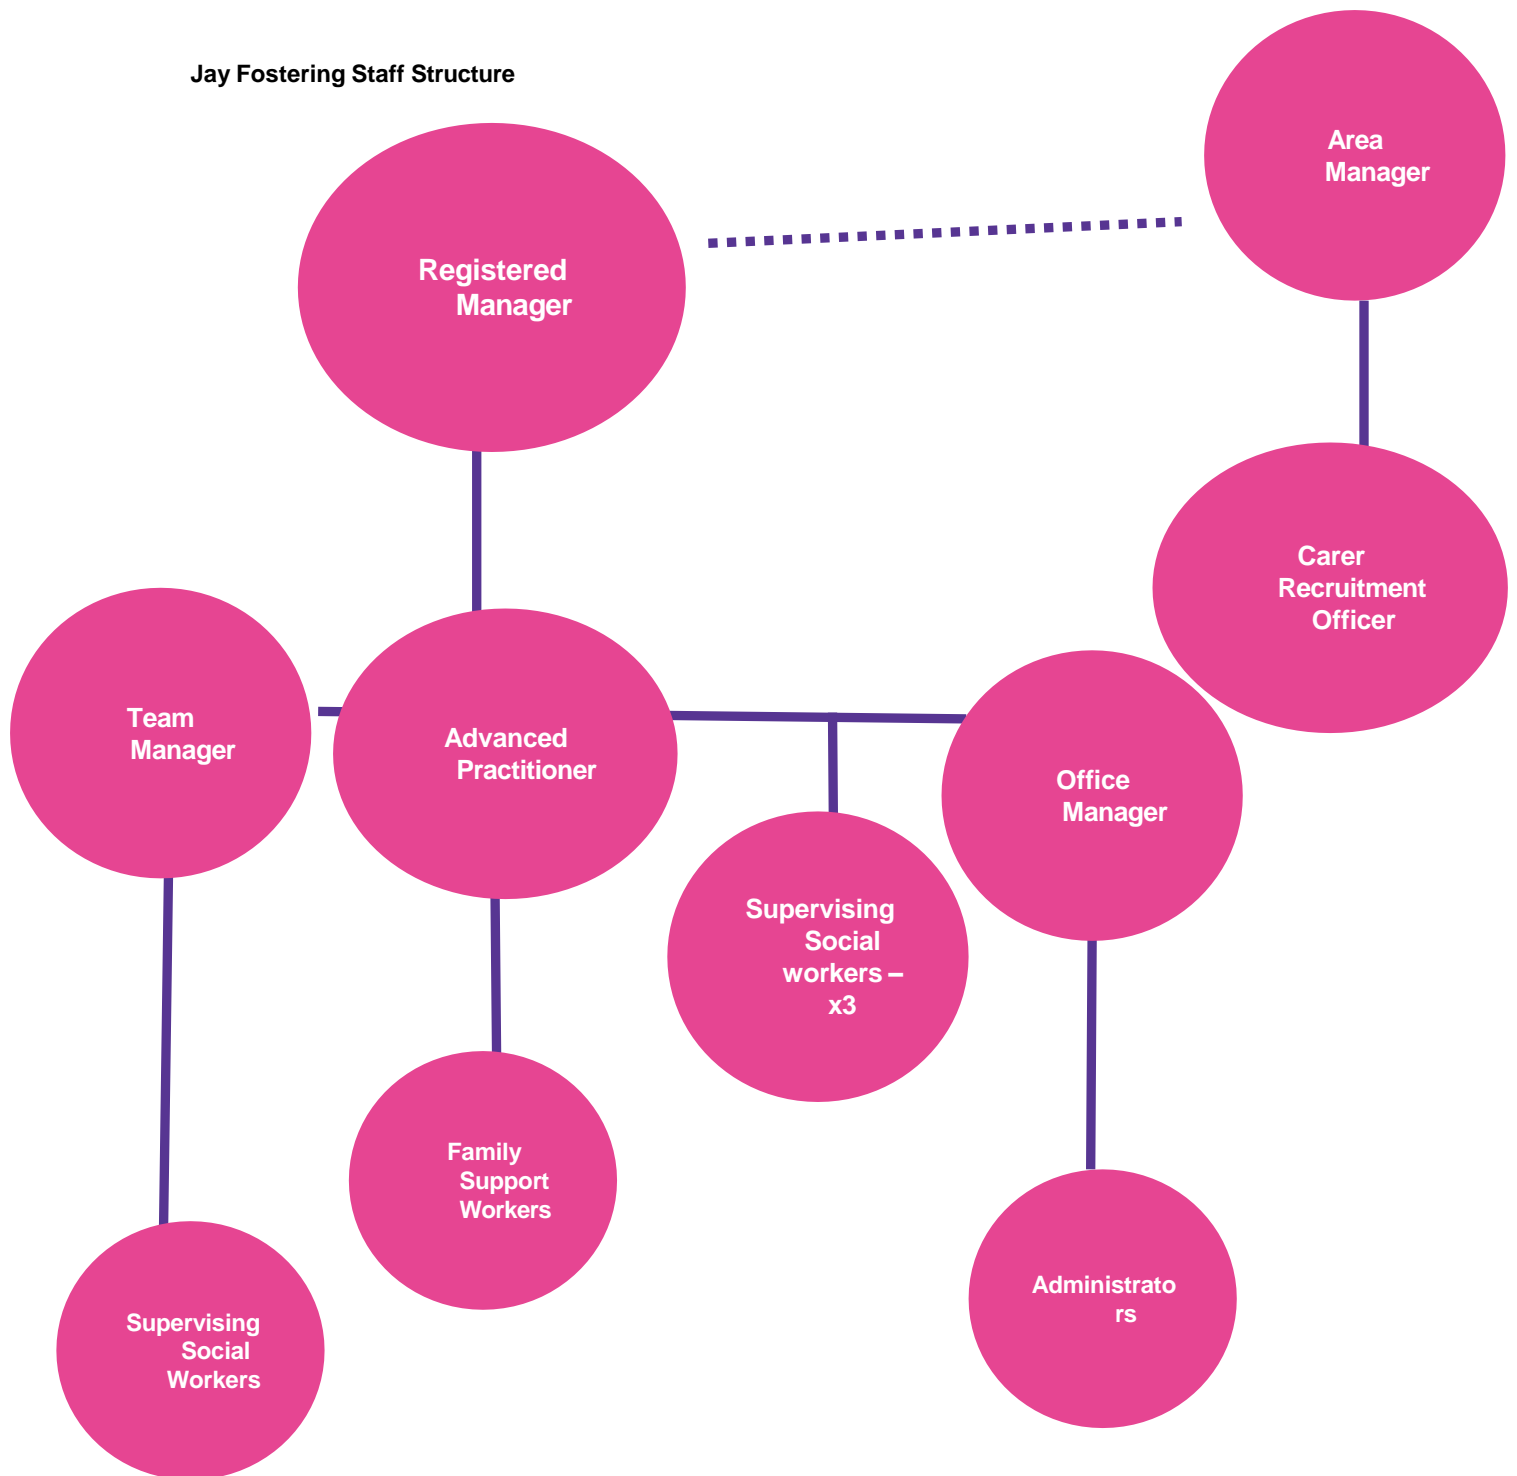 Jay Fostering Staff Structure
Area
Manager
Registered
Manager
Carer
Recruitment
Officer
Team
Manager
Advanced
Practitioner
Office
Manager
Supervising
Social
workers –
x3
Family
Support
Workers
Administrato
rs
Supervising
Social
Workers